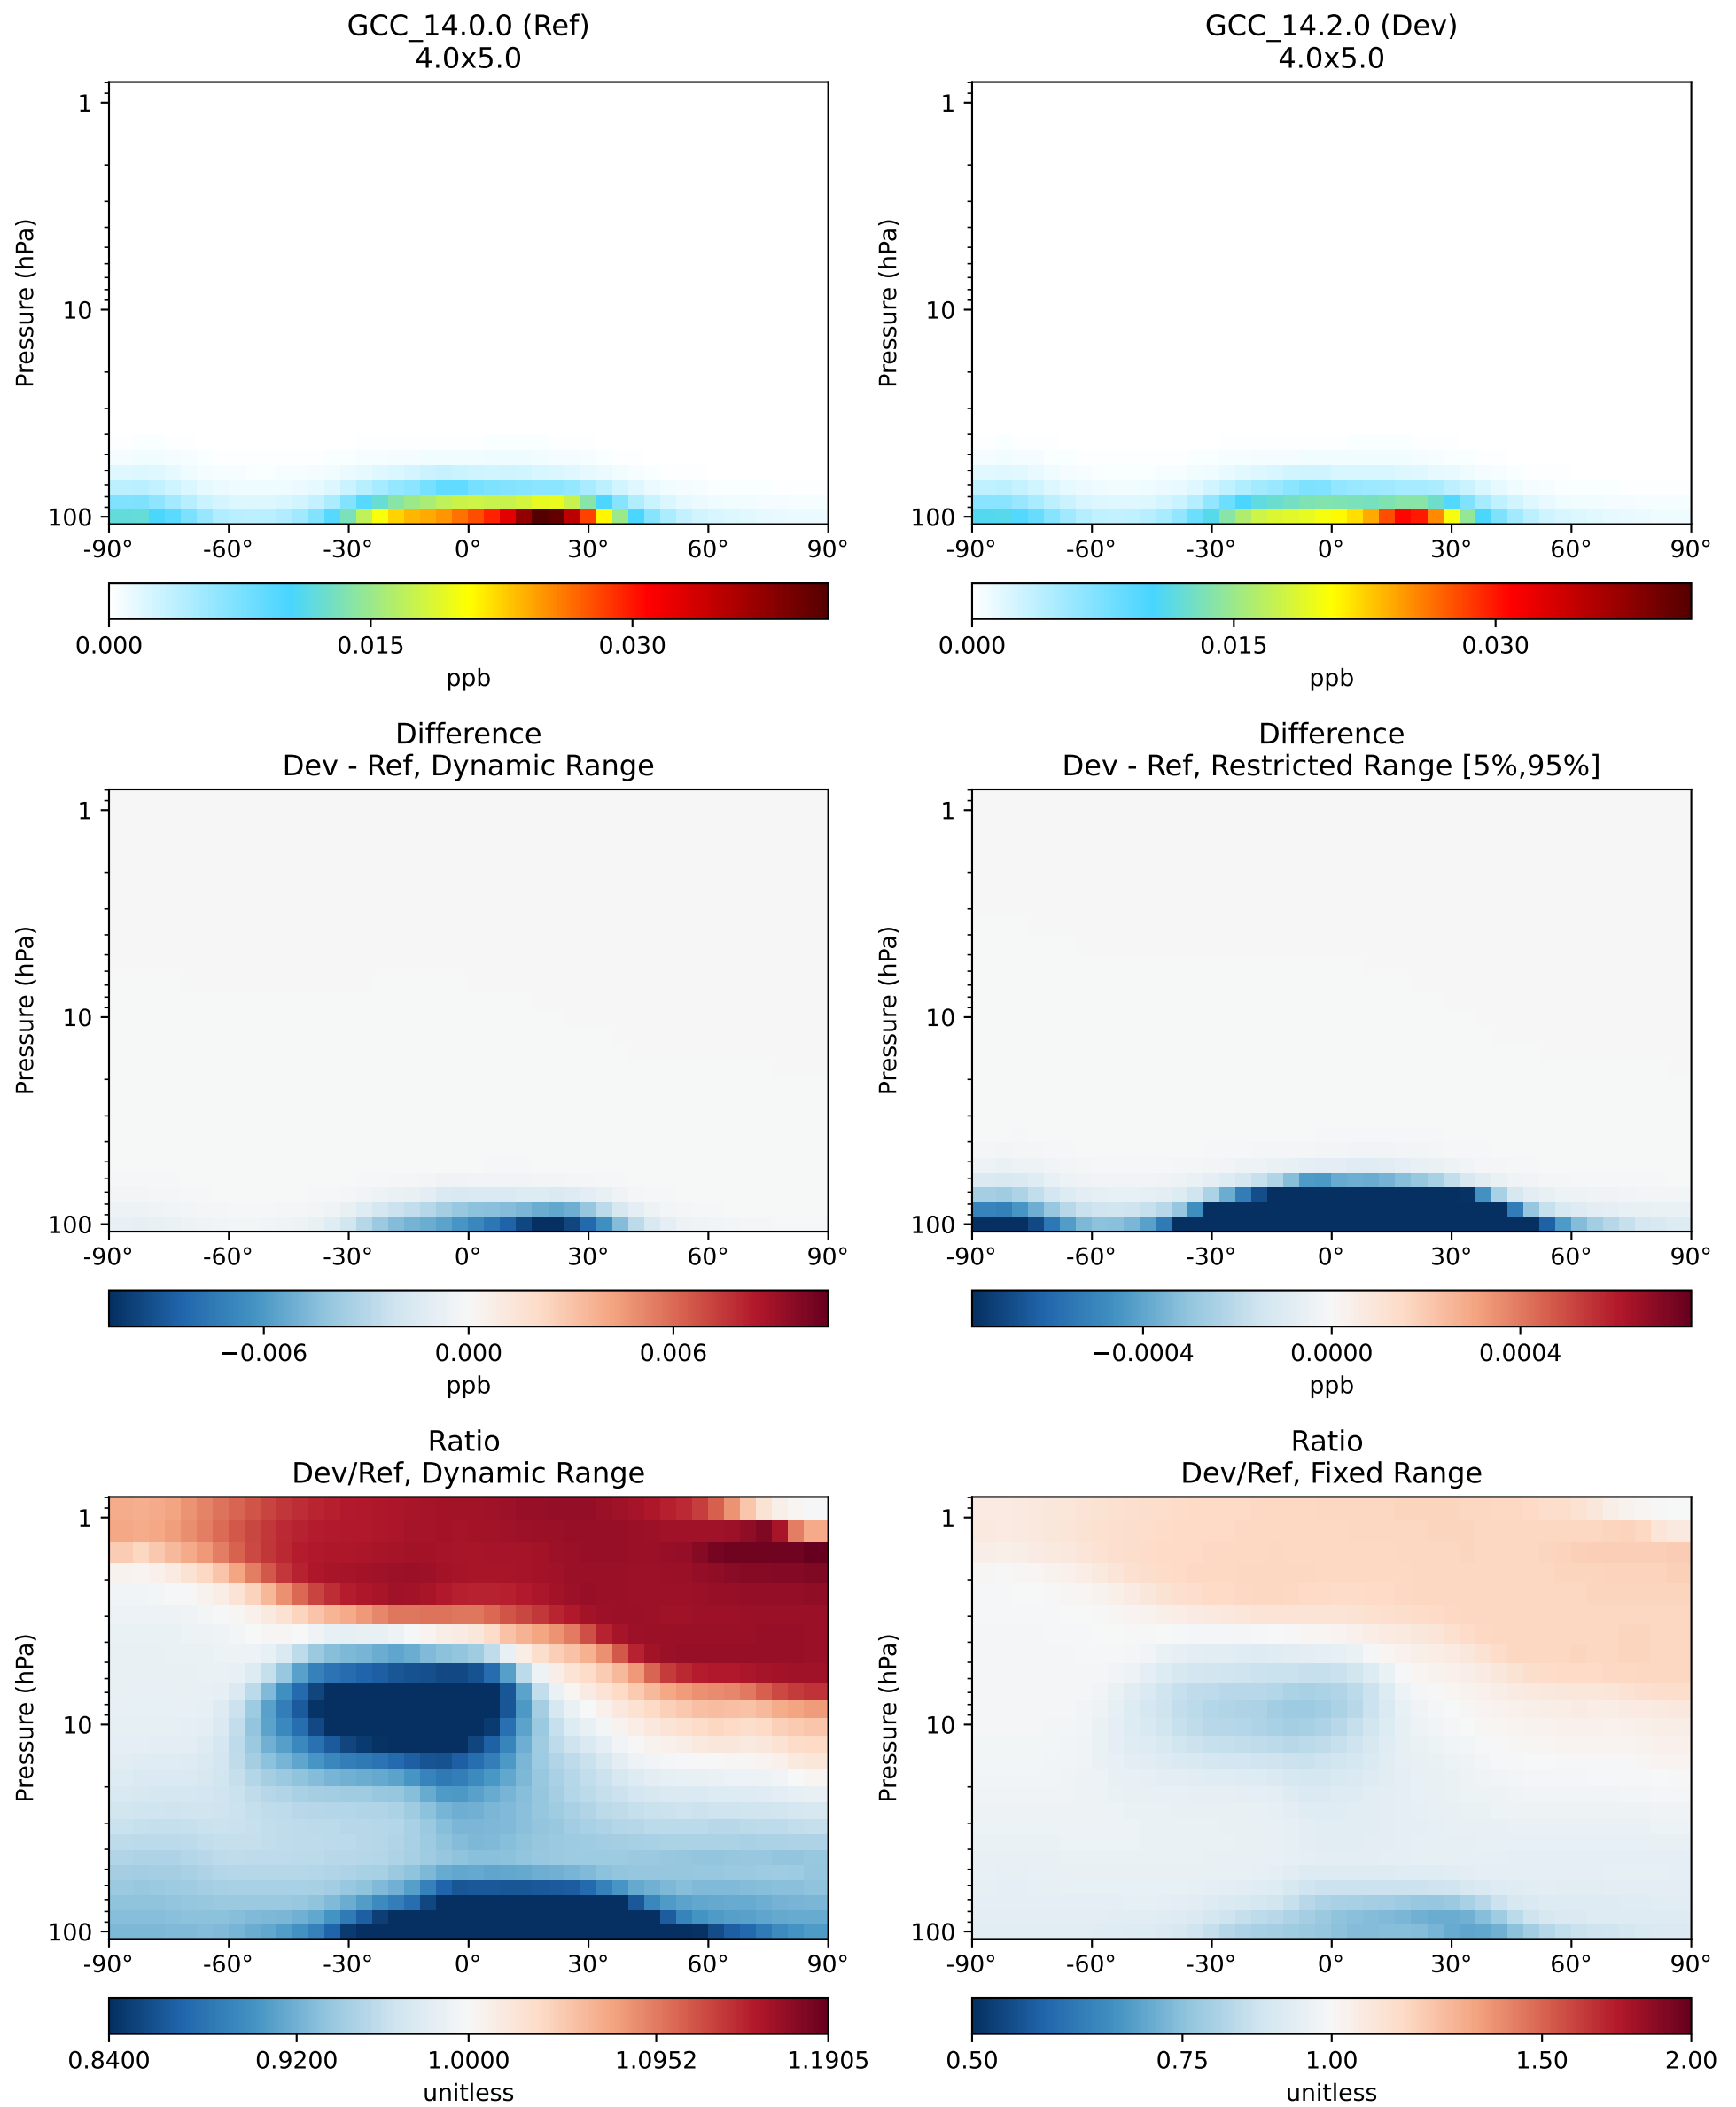 GCC_14.0.0 (Ref)
4.0x5.0
1
10
100
Pressure (hPa)
-90° -60° -30° 0° 30° 60° 90°
0.000 0.015 0.030
ppb
GCC_14.2.0 (Dev)
4.0x5.0
1
10
100
Pressure (hPa)
-90° -60° -30° 0° 30° 60° 90°
0.000 0.015 0.030
ppb
Difference
Dev - Ref, Dynamic Range
1
10
100
Pressure (hPa)
-90° -60° -30° 0° 30° 60° 90°
−0.006 0.000 0.006
ppb
Difference
Dev - Ref, Restricted Range [5%,95%]
1
10
100
Pressure (hPa)
-90° -60° -30° 0° 30° 60° 90°
−0.0004 0.0000 0.0004
ppb
Ratio
Dev/Ref, Dynamic Range
1
10
100
Pressure (hPa)
-90° -60° -30° 0° 30° 60° 90°
0.8400 0.9200 1.0000 1.0952 1.1905
unitless
Ratio
Dev/Ref, Fixed Range
1
10
100
Pressure (hPa)
-90° -60° -30° 0° 30° 60° 90°
0.50 0.75 1.00 1.50 2.00
unitless